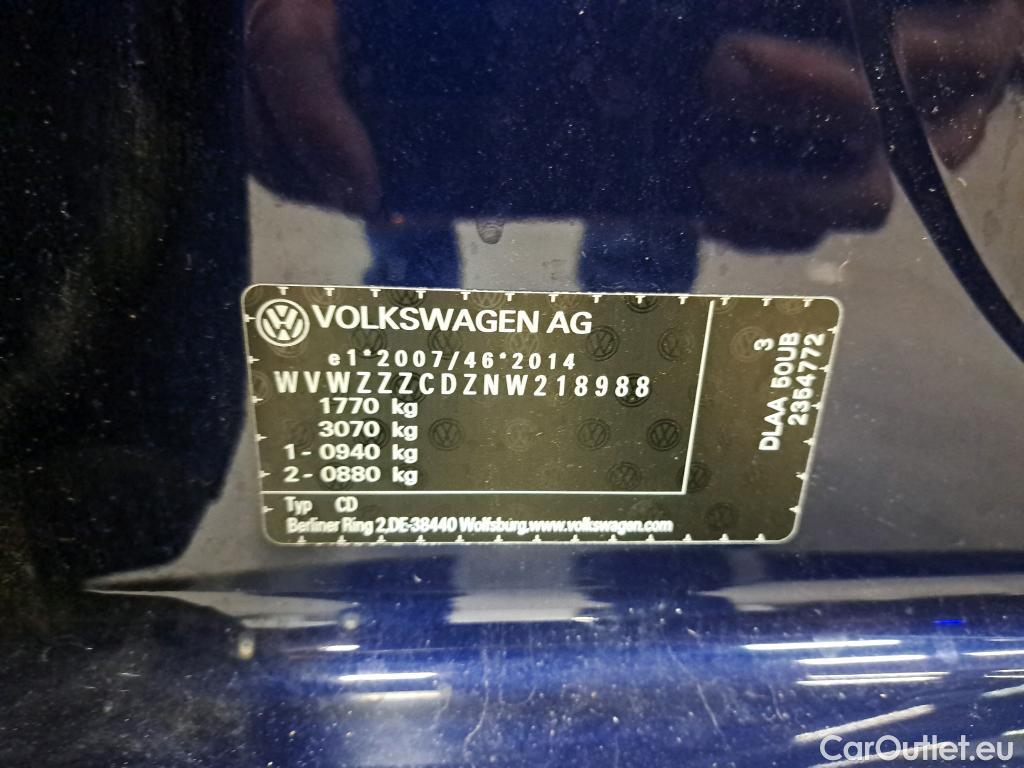 VOLKSWAGEN AG
e1*2007/46*2014
WVWZZZCDZNW218988
1770 kg
3070 kg
1 - 0940 kg
2 - 0880 kg
Typ CD
Berliner Ring 2,DE-38440 Wolfsburg,www.volkswagen.com
3
DLAA 50UB
2354772
CarOutlet.eu